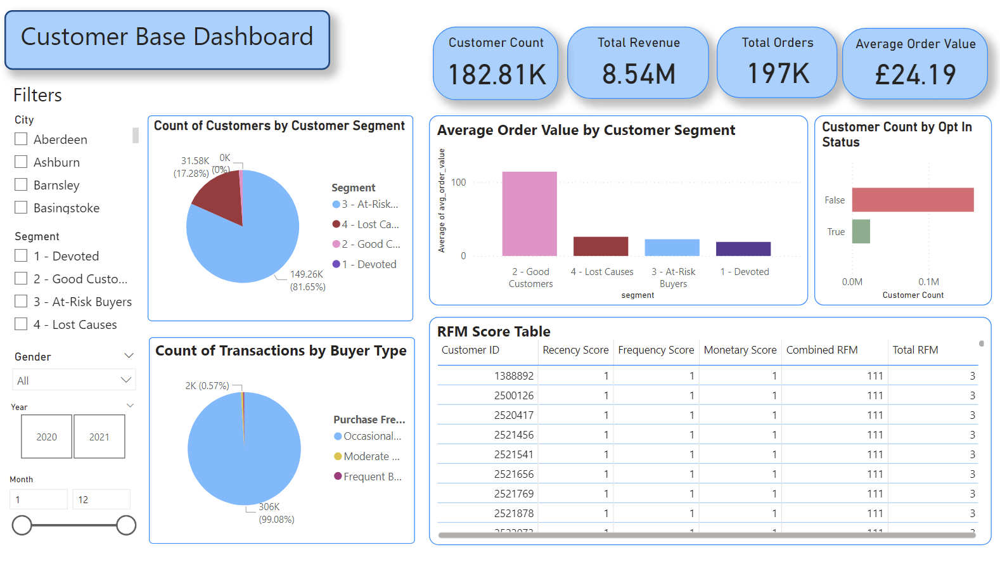 Customer Base Dashboard
Customer Count
182.81K
Total Revenue
8.54M
Total Orders
197K
Average Order Value
£24.19
Filters
City
Aberdeen
Ashburn
Barnsley
Basingstoke
Segment
1 - Devoted
2 - Good Custo...
3 - At-Risk Buyers
4 - Lost Causes
Gender
All
Year
2020
2021
Month
1
12
Count of Customers by Customer Segment
31.58K
(17.28%)
0K
(0%)
149.26K
(81.65%)
Segment
3 - At-Risk...
4 - Lost Ca...
2 - Good C...
1 - Devoted
Count of Transactions by Buyer Type
2K (0.57%)
306K
(99.08%)
Purchase Fre...
Occasional...
Moderate ...
Frequent B...
Average Order Value by Customer Segment
Average of avg_order_value
100
0
2 - Good
Customers
4 - Lost Causes
3 - At-Risk
Buyers
1 - Devoted
segment
Customer Count by Opt In
Status
False
True
0.0M
0.1M
Customer Count
RFM Score Table
Customer ID Recency Score Frequency Score Monetary Score Combined RFM Total RFM
1388892 1 1 1 111 3
2500126 1 1 1 111 3
2520417 1 1 1 111 3
2521456 1 1 1 111 3
2521541 1 1 1 111 3
2521656 1 1 1 111 3
2521769 1 1 1 111 3
2521878 1 1 1 111 3